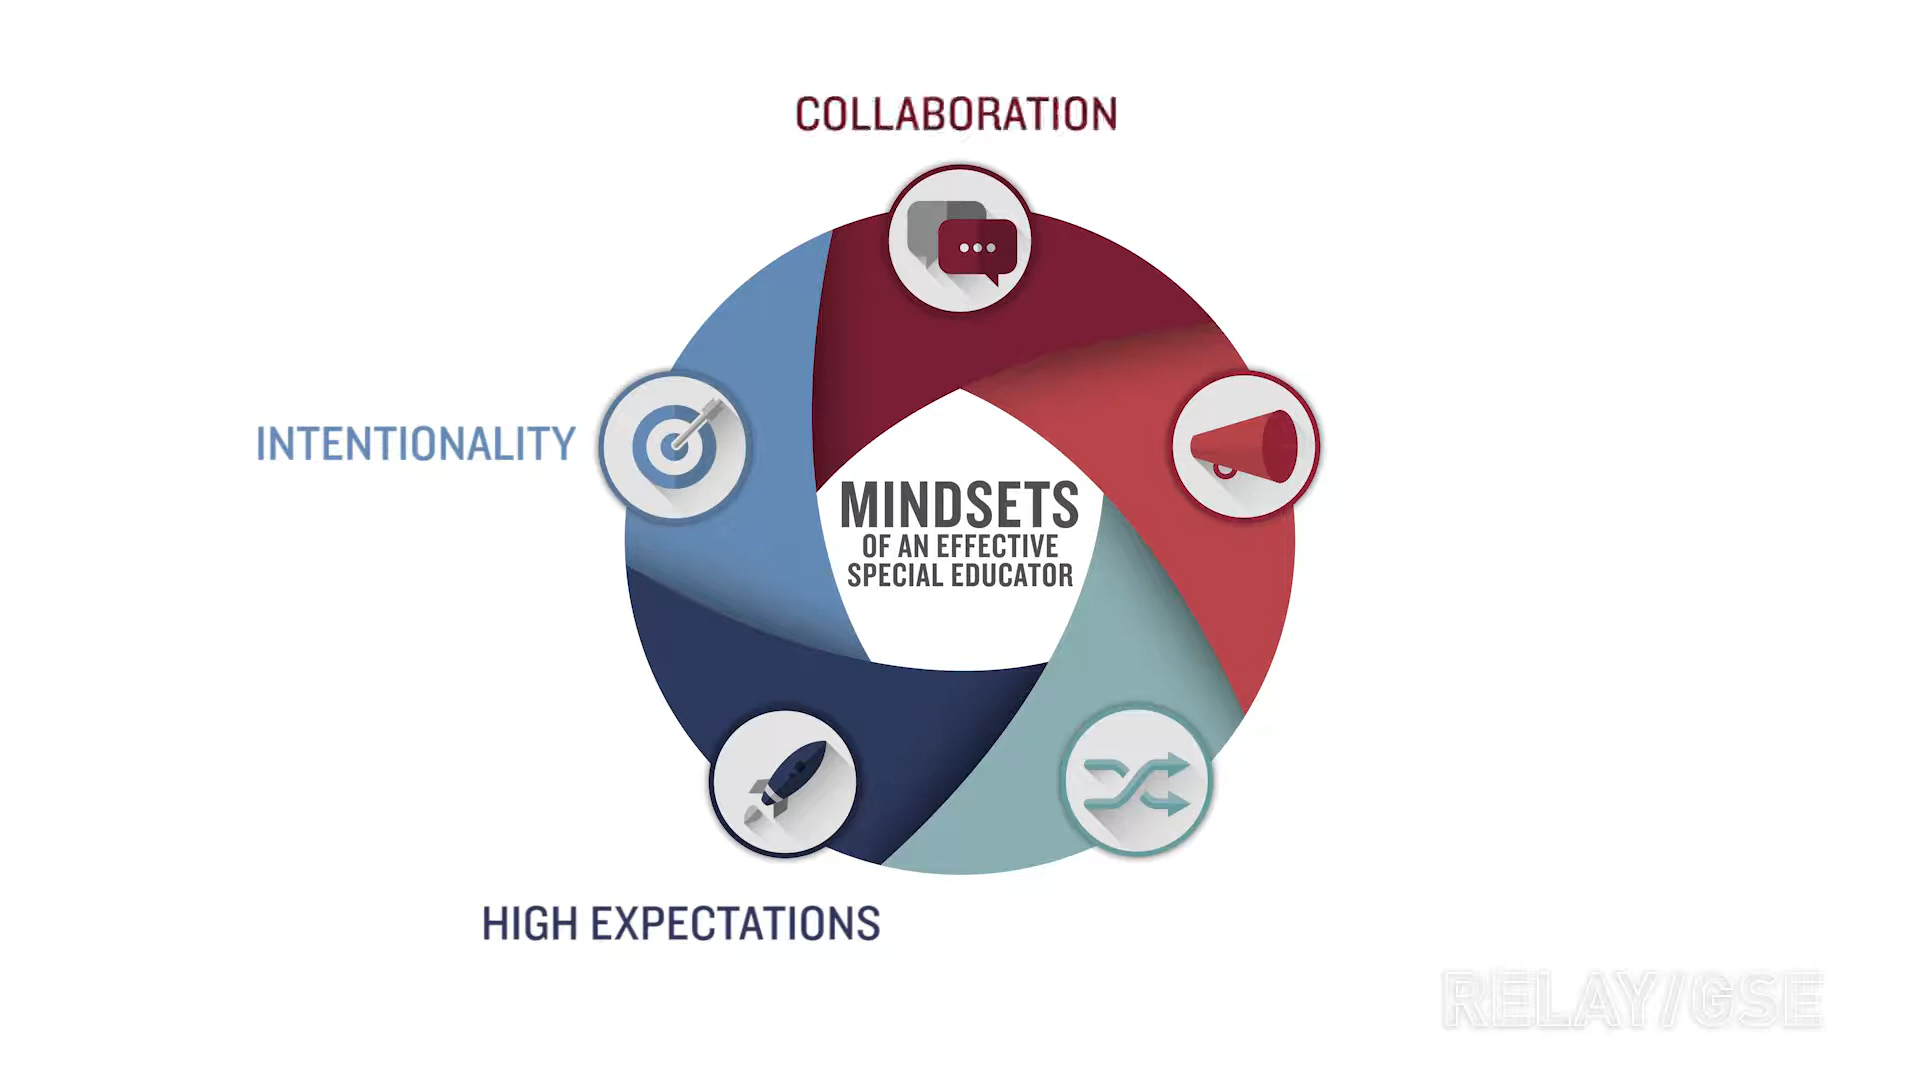 COLLABORATION
INTENTIONALITY
MINDSETS
OF AN EFFECTIVE
SPECIAL EDUCATOR
HIGH EXPECTATIONS
RELAY/GSE